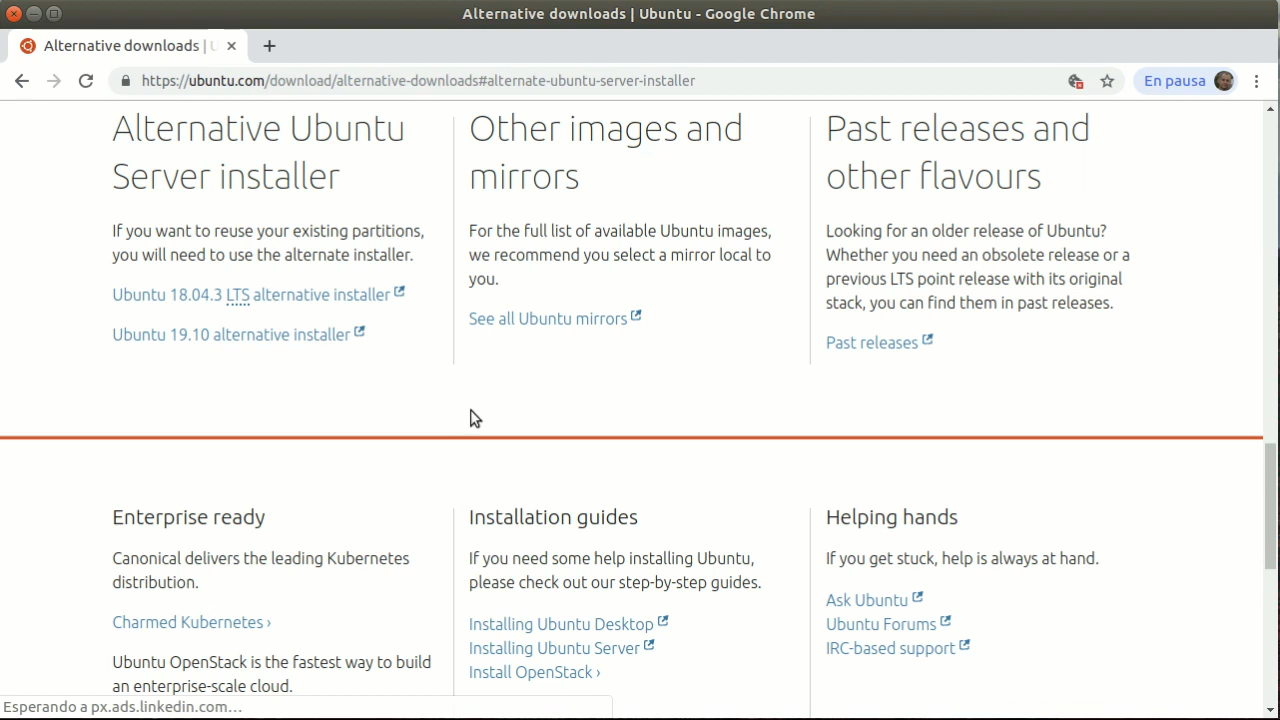 Alternative downloads | Ubuntu - Google Chrome
Alternative downloads | U
https://ubuntu.com/download/alternative-downloads#alternate-ubuntu-server-installer
En pausa
Alternative Ubuntu
Server installer
If you want to reuse your existing partitions,
you will need to use the alternate installer.
Ubuntu 18.04.3 LTS alternative installer
Ubuntu 19.10 alternative installer
Other images and
mirrors
For the full list of available Ubuntu images,
we recommend you select a mirror local to
you.
See all Ubuntu mirrors
Past releases and
other flavours
Looking for an older release of Ubuntu?
Whether you need an obsolete release or a
previous LTS point release with its original
stack, you can find them in past releases.
Past releases
Enterprise ready
Canonical delivers the leading Kubernetes
distribution.
Charmed Kubernetes ›
Ubuntu OpenStack is the fastest way to build
an enterprise-scale cloud.
Installation guides
If you need some help installing Ubuntu,
please check out our step-by-step guides.
Installing Ubuntu Desktop
Installing Ubuntu Server
Install OpenStack ›
Helping hands
If you get stuck, help is always at hand.
Ask Ubuntu
Ubuntu Forums
IRC-based support
Esperando a px.ads.linkedin.com...